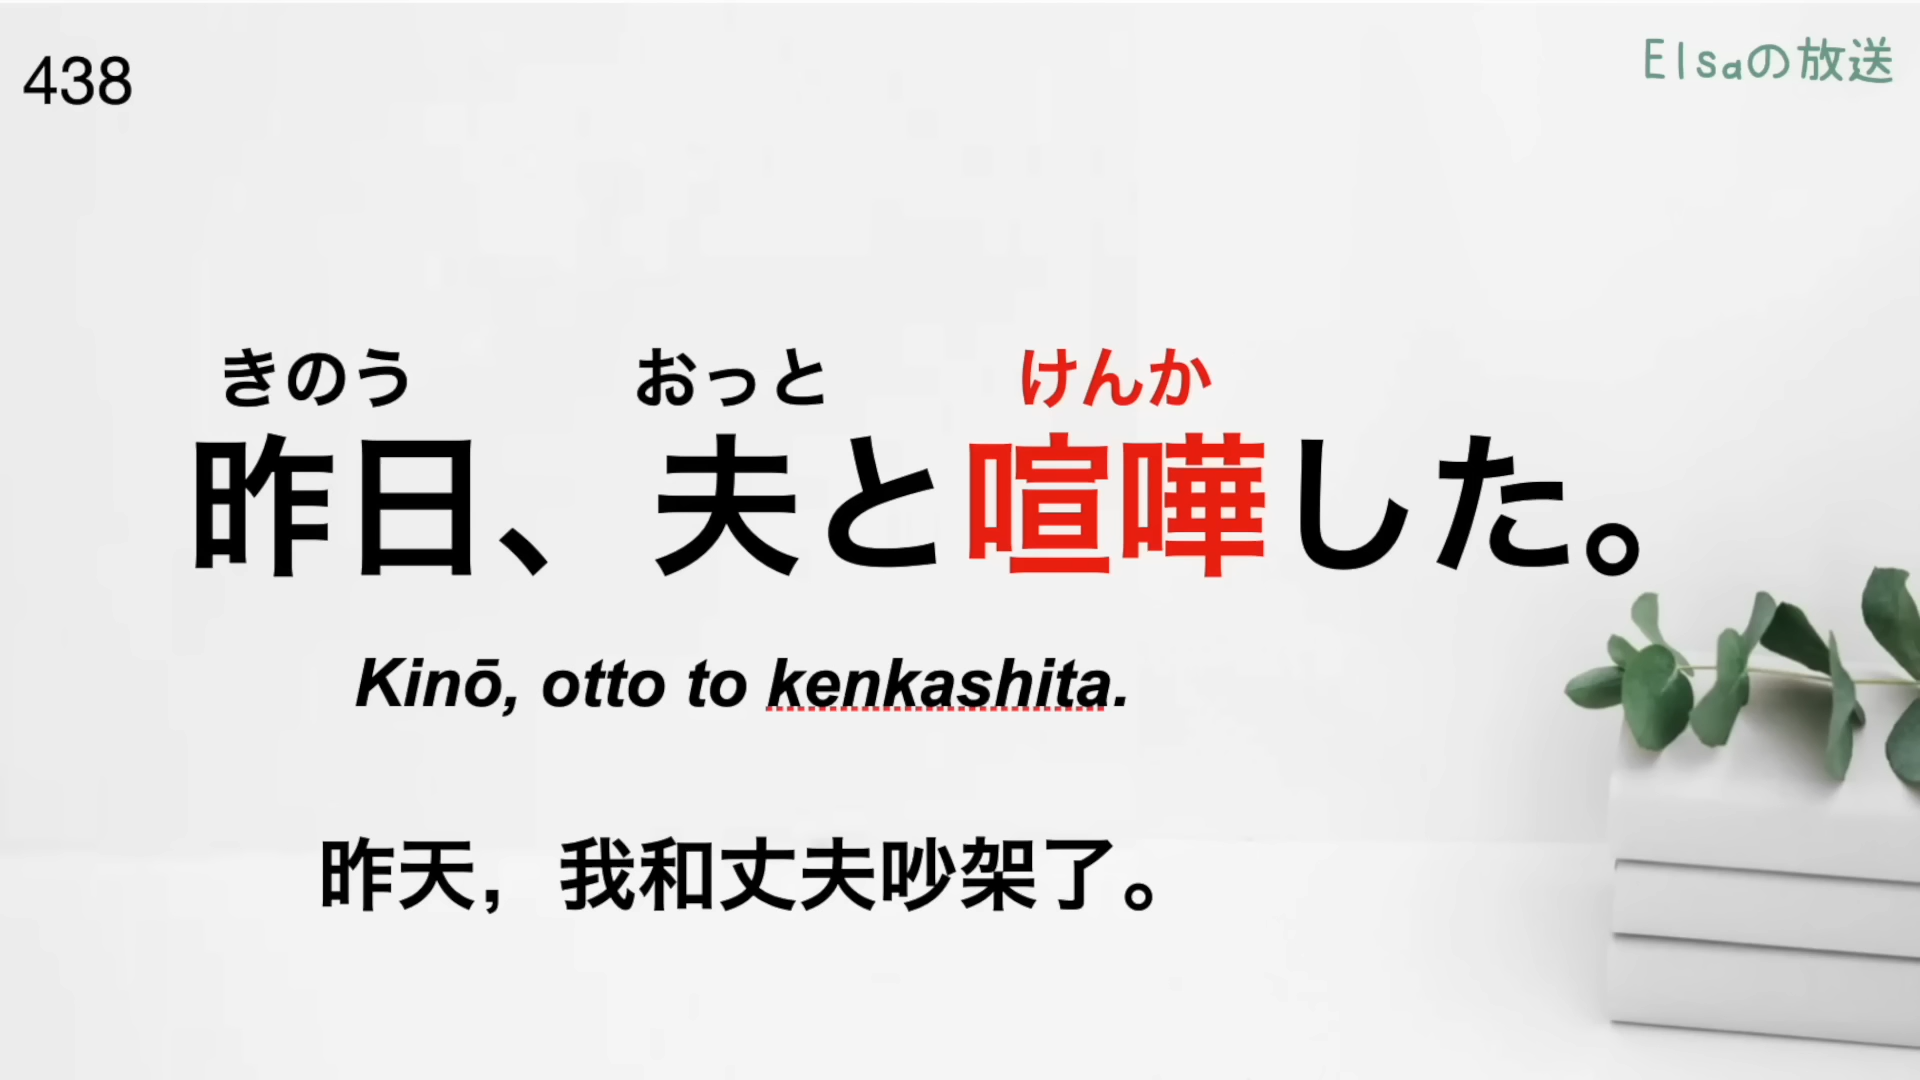 438
Elsaの放送
きのう おっと けんか
昨日、夫と喧嘩した。
Kinō, otto to kenkashita.
昨天，我和丈夫吵架了。